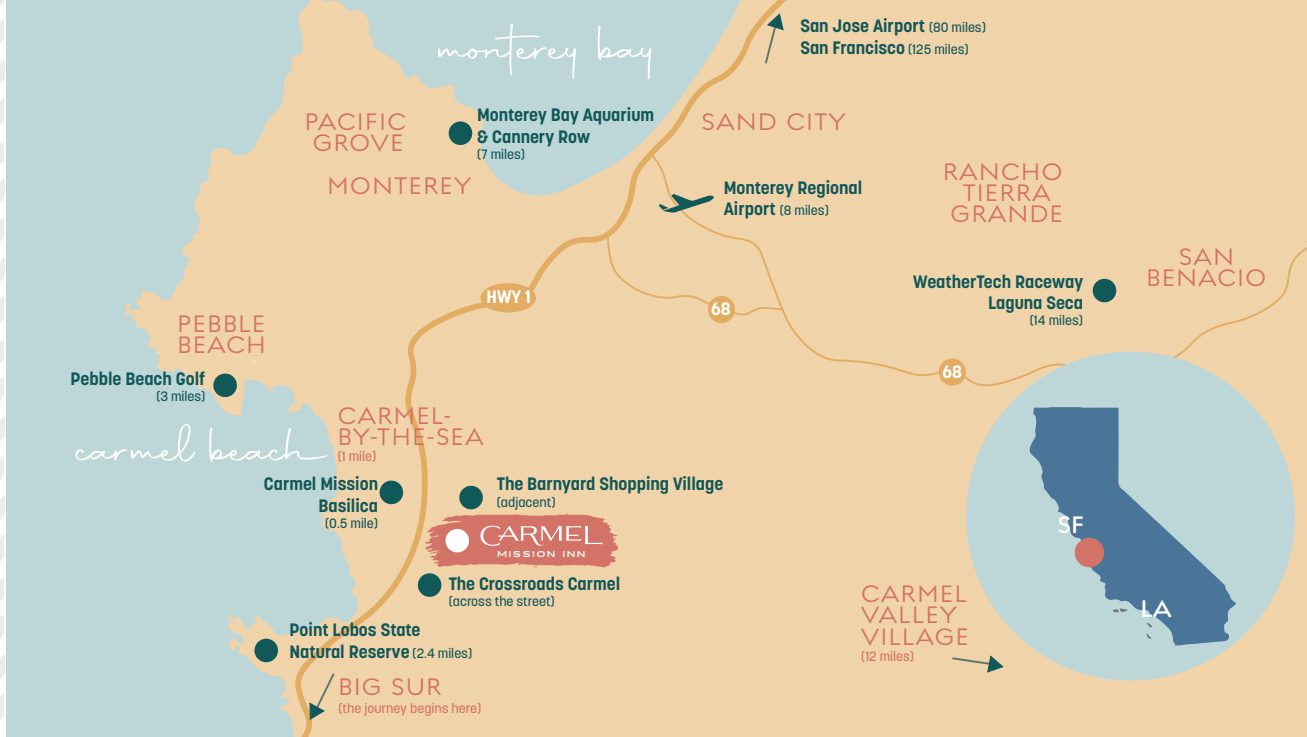 monterey bay
San Jose Airport (80 miles)
San Francisco (125 miles)
PACIFIC
GROVE
Monterey Bay Aquarium
& Cannery Row
(7 miles)
SAND CITY
MONTEREY
Monterey Regional
Airport (8 miles)
RANCHO
TIERRA
GRANDE
SAN
BENACIO
WeatherTech Raceway
Laguna Seca
(14 miles)
HWY 1
68
68
PEBBLE
BEACH
Pebble Beach Golf
(3 miles)
carmel beach
CARMEL-
BY-THE-SEA
(1 mile)
Carmel Mission
Basilica
(0.5 mile)
The Barnyard Shopping Village
(adjacent)
CARMEL
MISSION INN
The Crossroads Carmel
(across the street)
Point Lobos State
Natural Reserve (2.4 miles)
BIG SUR
(the journey begins here)
CARMEL
VALLEY
VILLAGE
(12 miles)
SF
LA